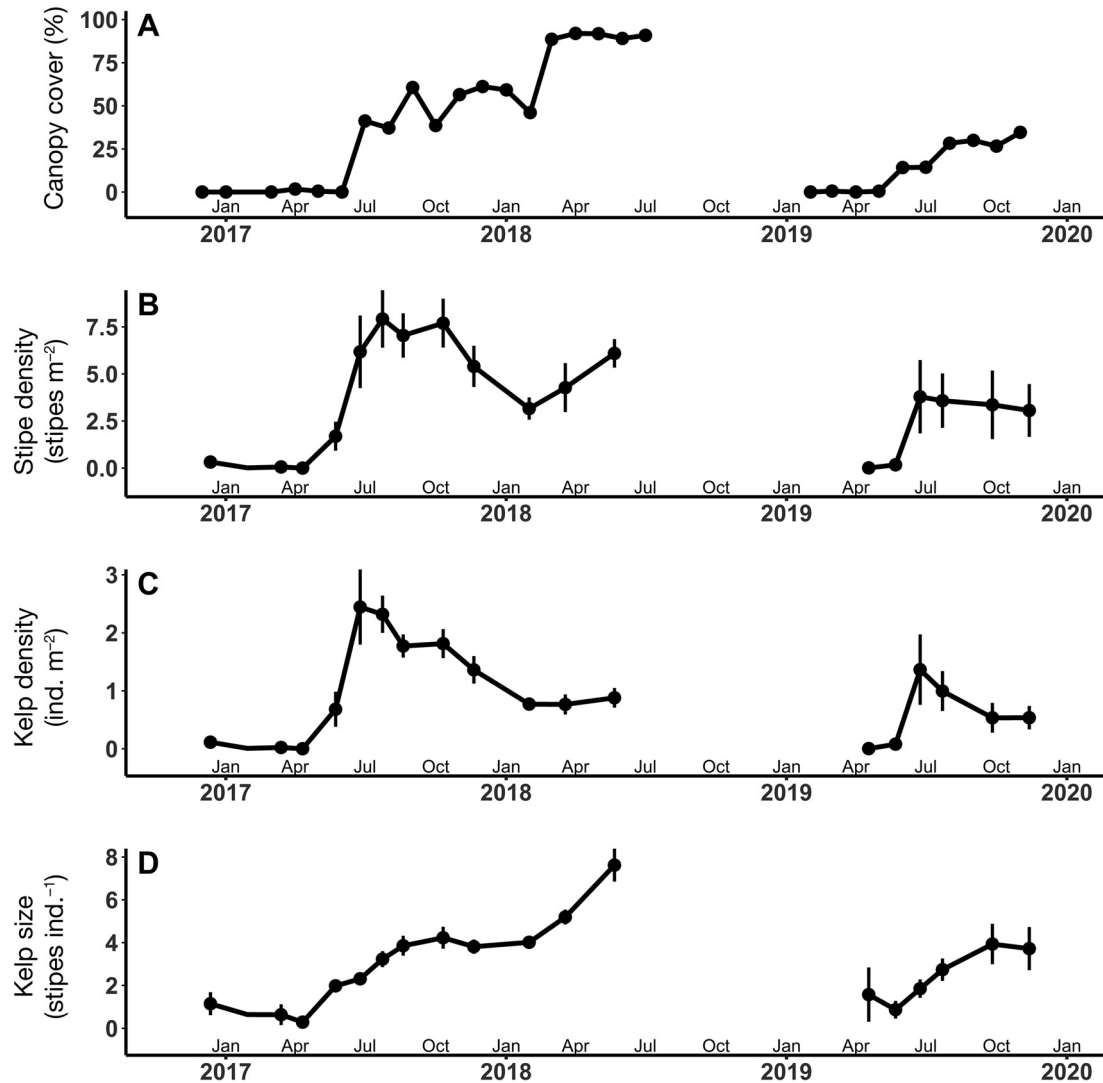 A
Canopy cover (%)
100
75
50
25
0
Jan Apr Jul Oct Jan Apr Jul Oct Jan Apr Jul Oct Jan
2017 2018 2019 2020
B
Stipe density
(stipes m⁻²)
7.5
5.0
2.5
0.0
Jan Apr Jul Oct Jan Apr Jul Oct Jan Apr Jul Oct Jan
2017 2018 2019 2020
C
Kelp density
(ind. m⁻²)
3
2
1
0
Jan Apr Jul Oct Jan Apr Jul Oct Jan Apr Jul Oct Jan
2017 2018 2019 2020
D
Kelp size
(stipes ind.⁻¹)
8
6
4
2
0
Jan Apr Jul Oct Jan Apr Jul Oct Jan Apr Jul Oct Jan
2017 2018 2019 2020